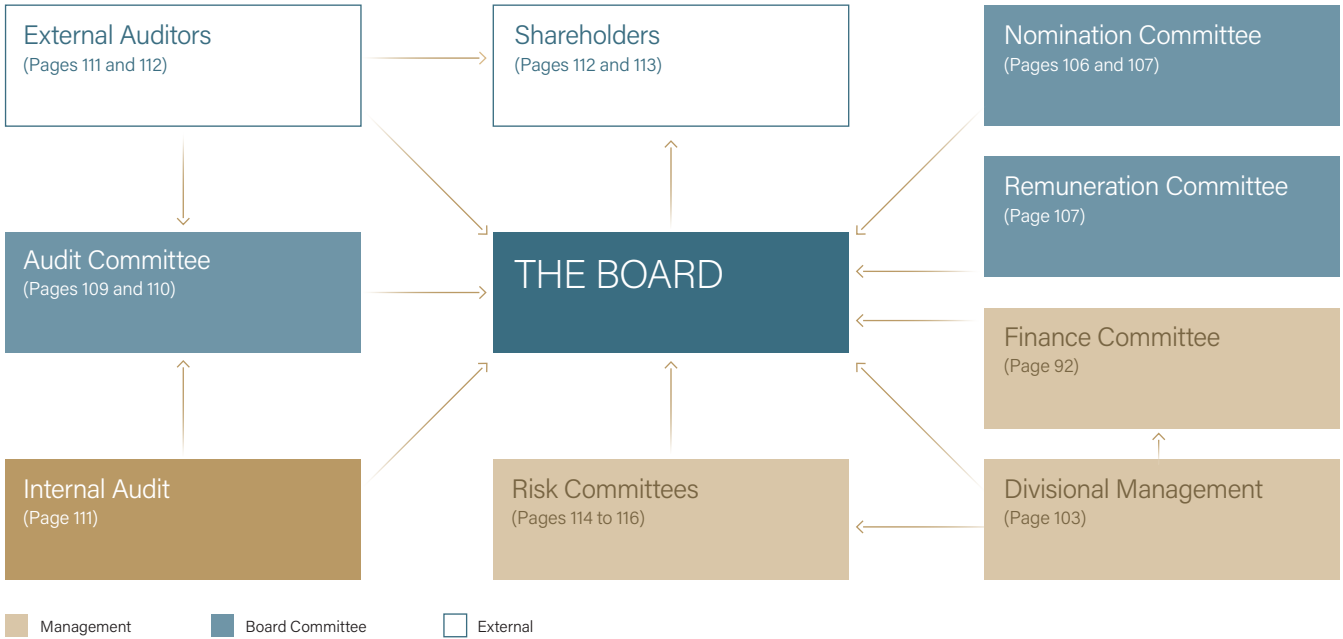 External Auditors
(Pages 111 and 112)
Shareholders
(Pages 112 and 113)
Nomination Committee
(Pages 106 and 107)
Remuneration Committee
(Page 107)
Audit Committee
(Pages 109 and 110)
THE BOARD
Finance Committee
(Page 92)
Internal Audit
(Page 111)
Risk Committees
(Pages 114 to 116)
Divisional Management
(Page 103)
Management
Board Committee
External